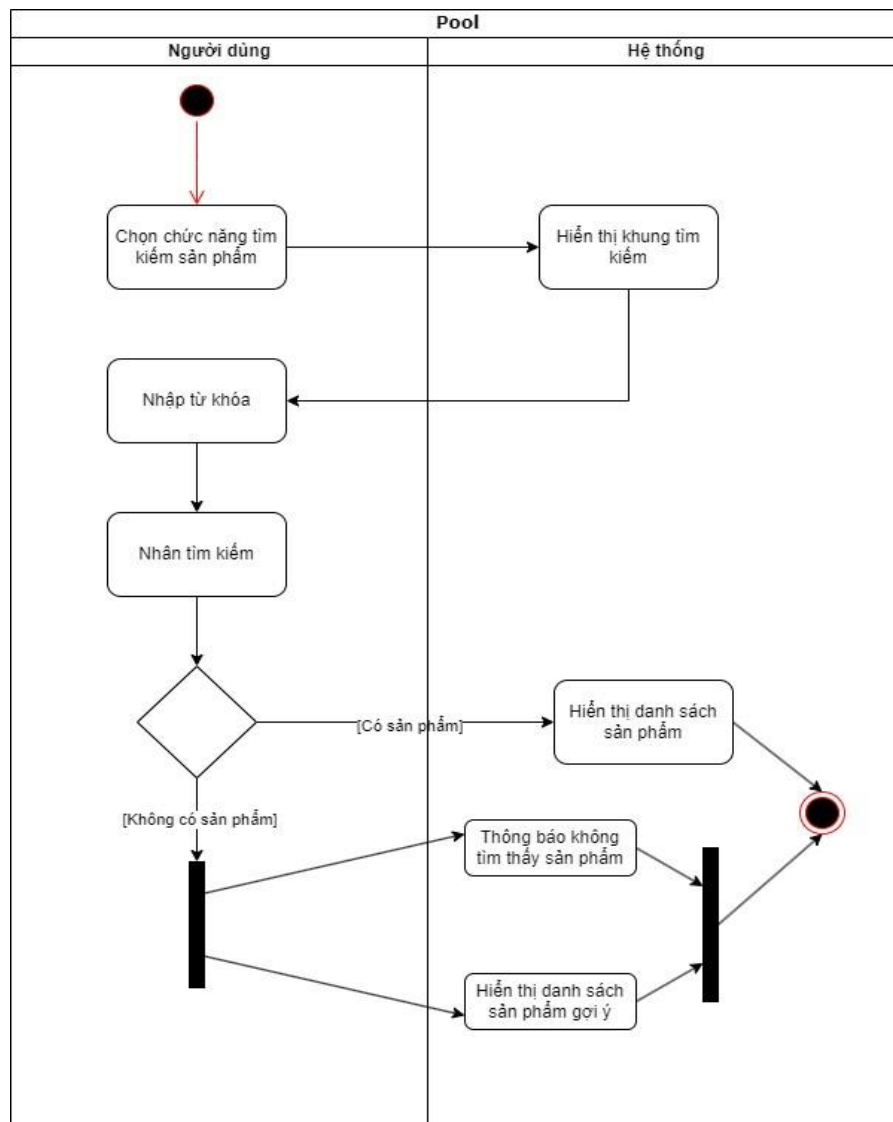 Pool
Người dùng
Hệ thống
Chọn chức năng tìm
kiếm sản phẩm
Hiển thị khung tìm
kiếm
Nhập từ khóa
Nhân tìm kiếm
[Có sản phẩm]
Hiển thị danh sách
sản phẩm
[Không có sản phẩm]
Thông báo không
tìm thấy sản phẩm
Hiển thị danh sách
sản phẩm gợi ý